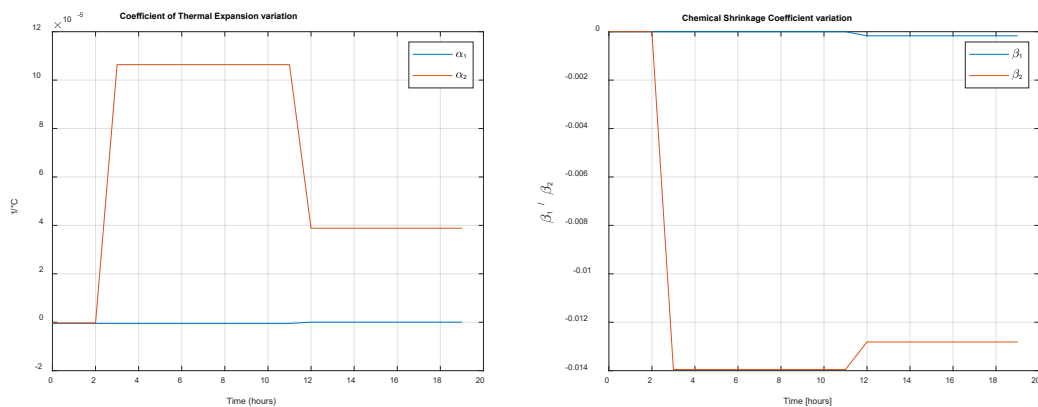 Coefficient of Thermal Expansion variation
× 10 -5
12
10
8
6
4
2
0
-2
1/°C
α₁
α₂
0 2 4 6 8 10 12 14 16 18 20
Time (hours)
Chemical Shrinkage Coefficient variation
0
-0.002
-0.004
-0.006
-0.008
-0.01
-0.012
-0.014
β₁ / β₂
β₁
β₂
0 2 4 6 8 10 12 14 16 18 20
Time [hours]